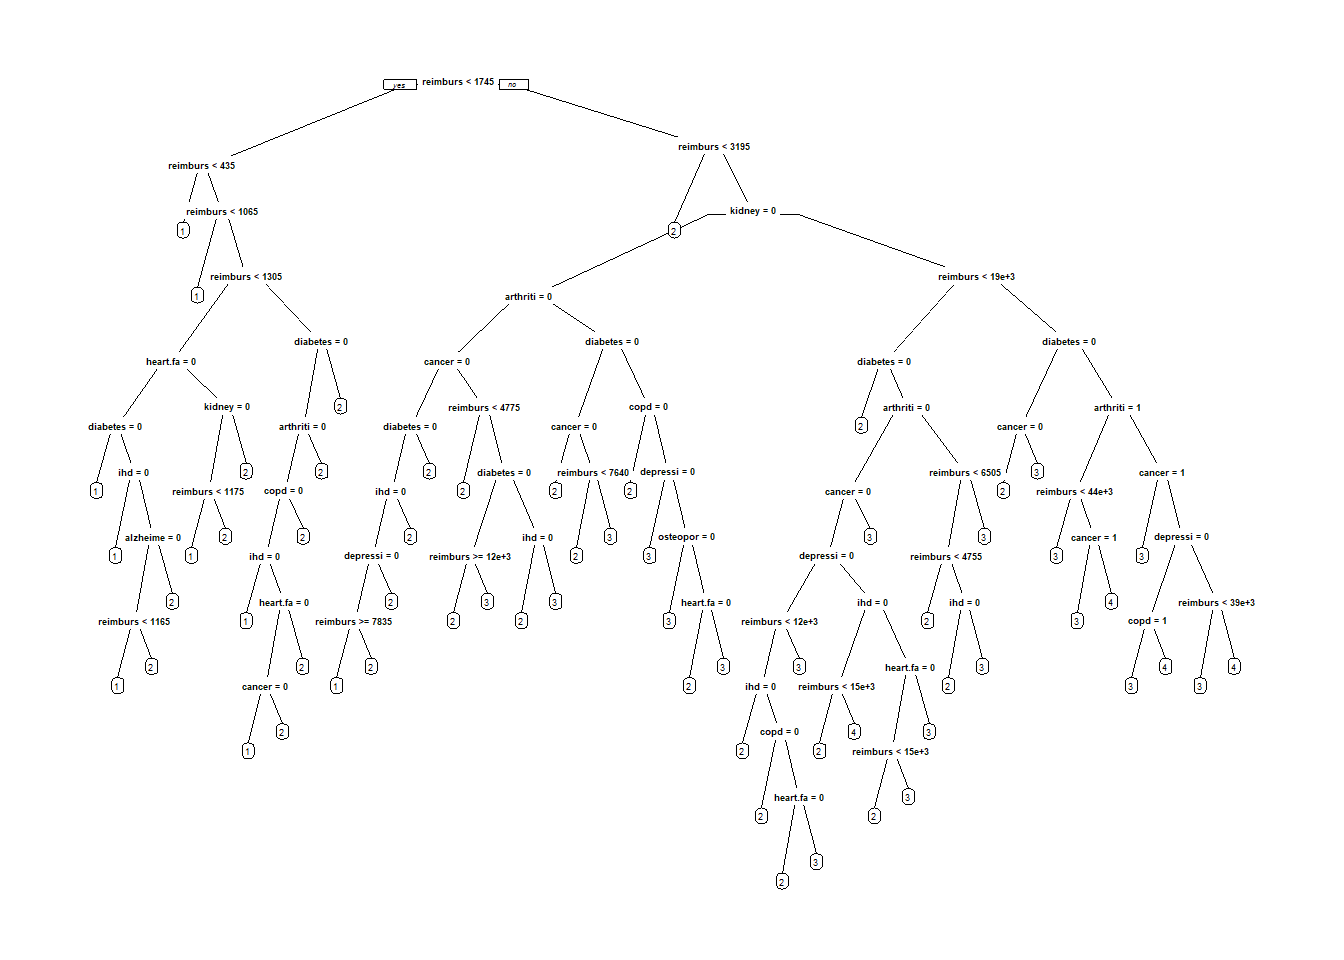 yes reimburs < 1745 no
reimburs < 3195
reimburs < 435
reimburs < 1065 kidney = 0
1 2
reimburs < 1305 reimburs < 19e+3
1 arthriti = 0
diabetes = 0 diabetes = 0 diabetes = 0
heart.fa = 0 cancer = 0 diabetes = 0
2 kidney = 0 reimburs < 4775 copd = 0 arthriti = 0 arthriti = 1
diabetes = 0 arthriti = 0 diabetes = 0 cancer = 0 2 cancer = 0
ihd = 0 2 2 2 diabetes = 0 reimburs < 7640 depressi = 0 reimburs < 6505 3 cancer = 1
1 reimburs < 1175 copd = 0 ihd = 0 2 2 2 cancer = 0 2 reimburs < 44e+3
alzheime = 0 2 2 2 ihd = 0 3 osteopor = 0 3 3 cancer = 1 depressi = 0
1 1 ihd = 0 depressi = 0 reimburs >= 12e+3 2 3 depressi = 0 reimburs < 4755 3 3
2 heart.fa = 0 2 3 3 heart.fa = 0 ihd = 0 ihd = 0 4 reimburs < 39e+3
reimburs < 1165 1 reimburs >= 7835 2 2 3 reimburs < 12e+3 2 3 copd = 1
2 2 2 3 3 heart.fa = 0 3 4 4
1 cancer = 0 1 2 ihd = 0 reimburs < 15e+3 2 3 3
2 copd = 0 4 3
1 2 2 reimburs < 15e+3
heart.fa = 0 3
2 2
3
2